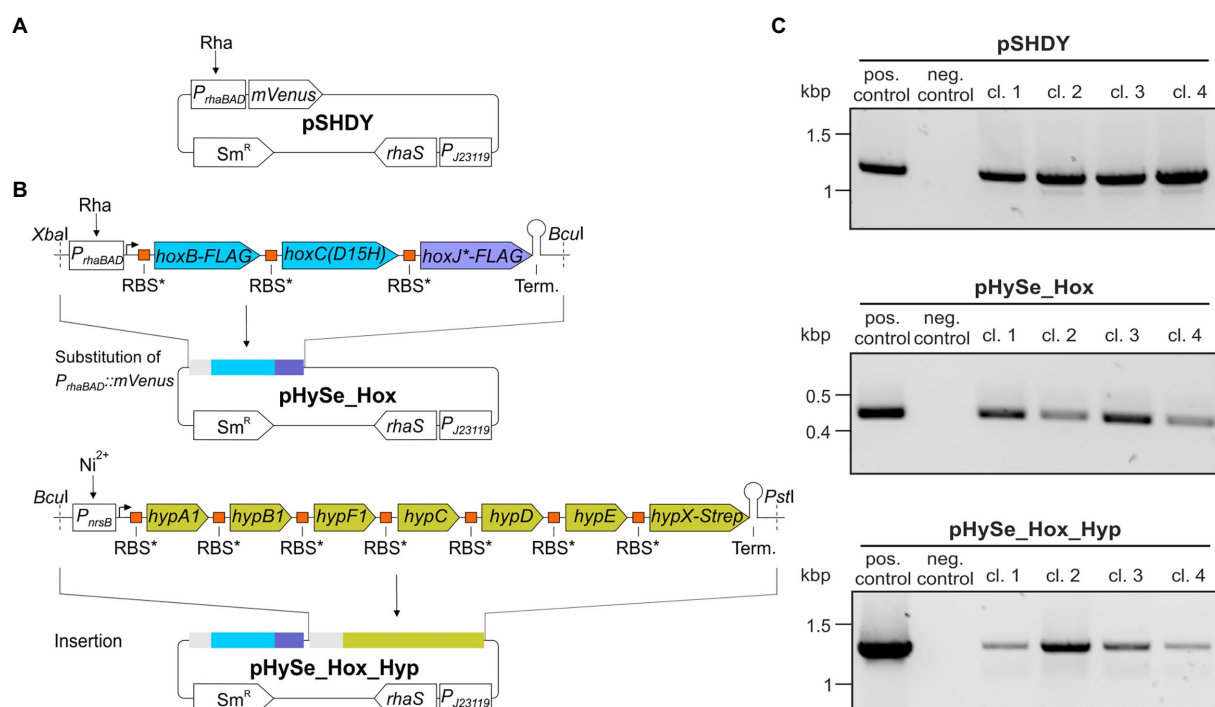 A
Rha
P_rhaBAD mVenus
pSHDY
Sm^R rhaS P_J23119
B
Rha
XbaI BcuI
P_rhaBAD hoxB-FLAG hoxC(D15H) hoxJ*-FLAG
RBS* RBS* RBS* Term.
Substitution of
P_rhaBAD::mVenus
pHySe_Hox
Sm^R rhaS P_J23119
Ni^2+
BcuI PstI
P_nrsB hypA1 hypB1 hypF1 hypC hypD hypE hypX-Strep
RBS* RBS* RBS* RBS* RBS* RBS* RBS* Term.
Insertion
pHySe_Hox_Hyp
Sm^R rhaS P_J23119
C
pSHDY
kbp pos. control neg. control cl. 1 cl. 2 cl. 3 cl. 4
1.5
1
pHySe_Hox
kbp pos. control neg. control cl. 1 cl. 2 cl. 3 cl. 4
0.5
0.4
pHySe_Hox_Hyp
kbp pos. control neg. control cl. 1 cl. 2 cl. 3 cl. 4
1.5
1